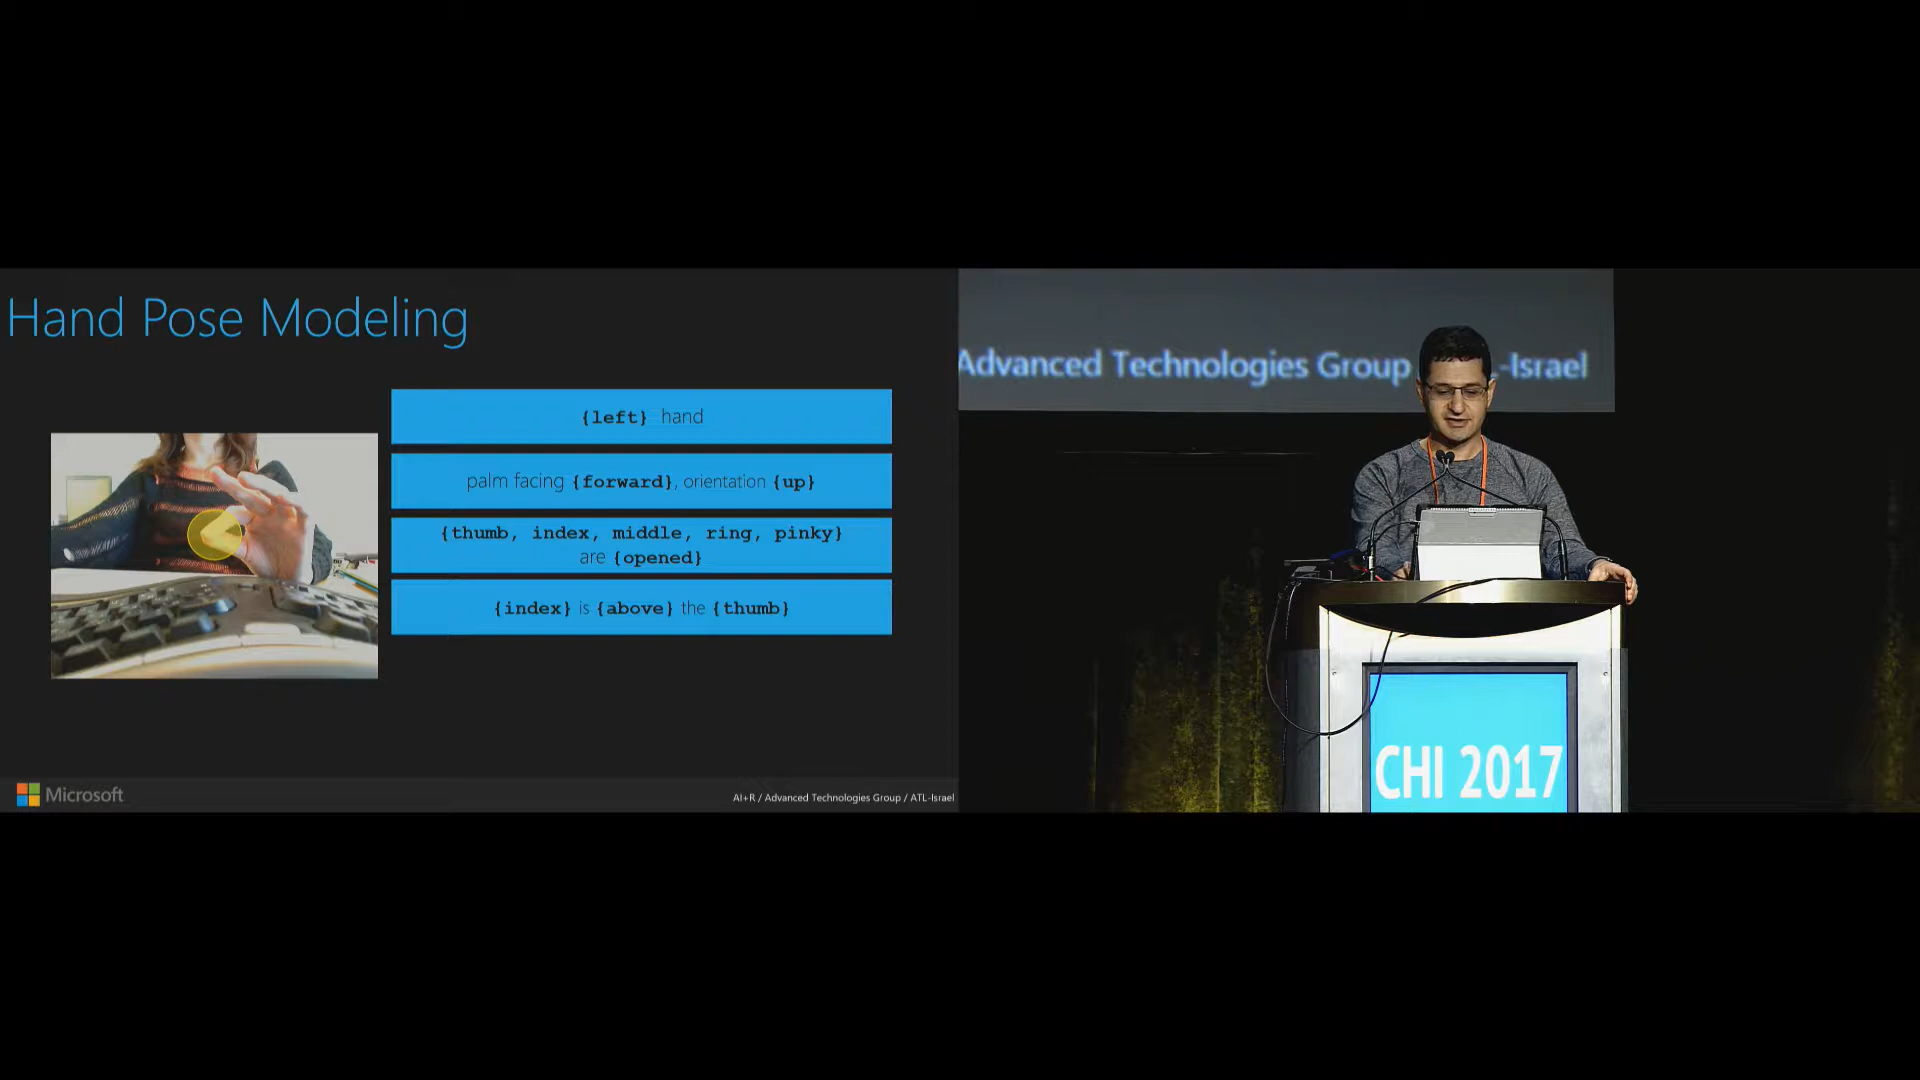 Hand Pose Modeling
{left} hand
palm facing {forward}, orientation {up}
{thumb, index, middle, ring, pinky}
are {opened}
{index} is {above} the {thumb}
Microsoft
AI+R / Advanced Technologies Group / ATL-Israel
Advanced Technologies Group -Israel
CHI 2017